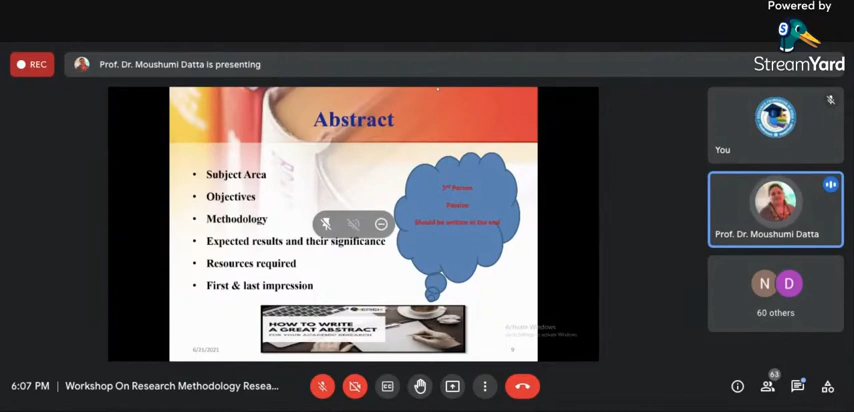 Powered by
StreamYard
REC
Prof. Dr. Moushumi Datta is presenting
Abstract
• Subject Area
• Objectives
• Methodology
• Expected results and their significance
• Resources required
• First & last impression
3rd Person
Passive
Should be written at the end
HOW TO WRITE
A GREAT ABSTRACT
FOR YOUR ACADEMIC RESEARCH
Activate Windows
9
You
Prof. Dr. Moushumi Datta
N D
60 others
6:07 PM | Workshop On Research Methodology Resea...
63